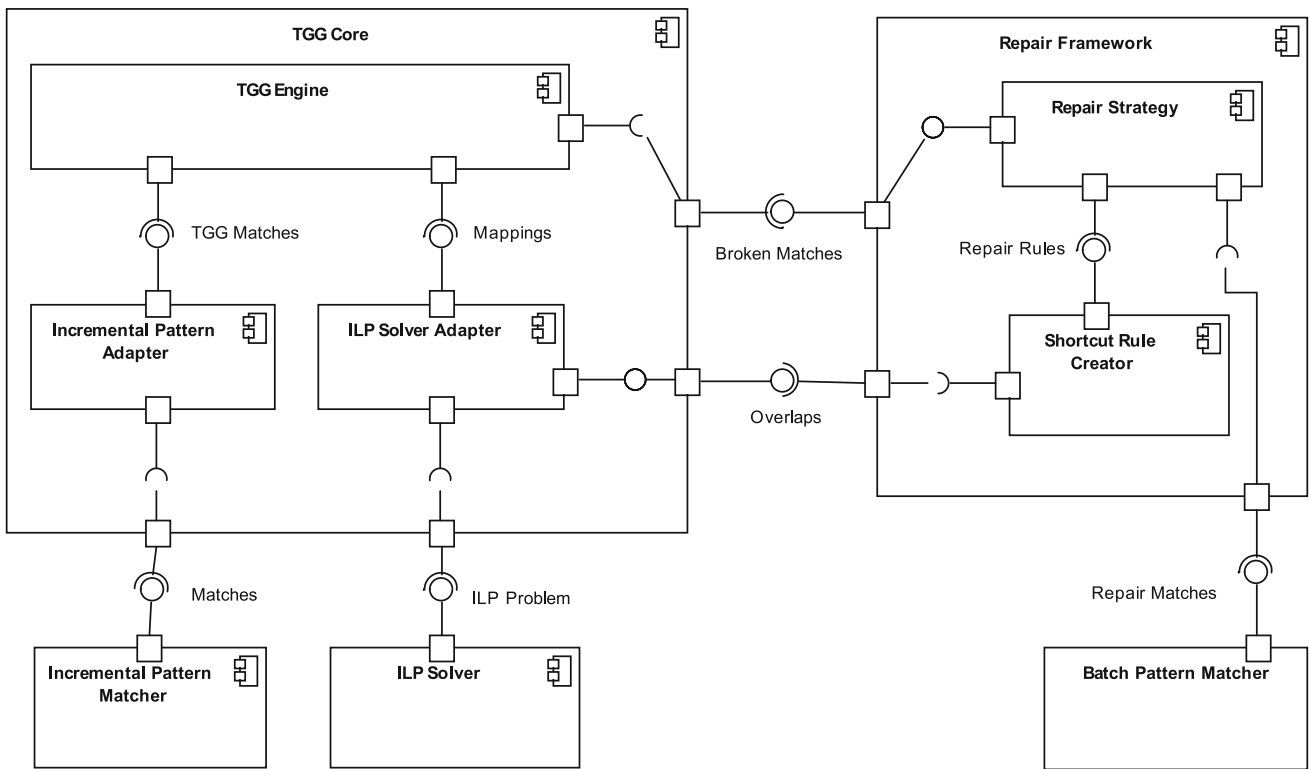 TGG Core
Repair Framework
TGG Engine
Repair Strategy
TGG Matches
Mappings
Broken Matches
Repair Rules
Incremental Pattern
Adapter
ILP Solver Adapter
Shortcut Rule
Creator
Overlaps
Matches
ILP Problem
Repair Matches
Incremental Pattern
Matcher
ILP Solver
Batch Pattern Matcher